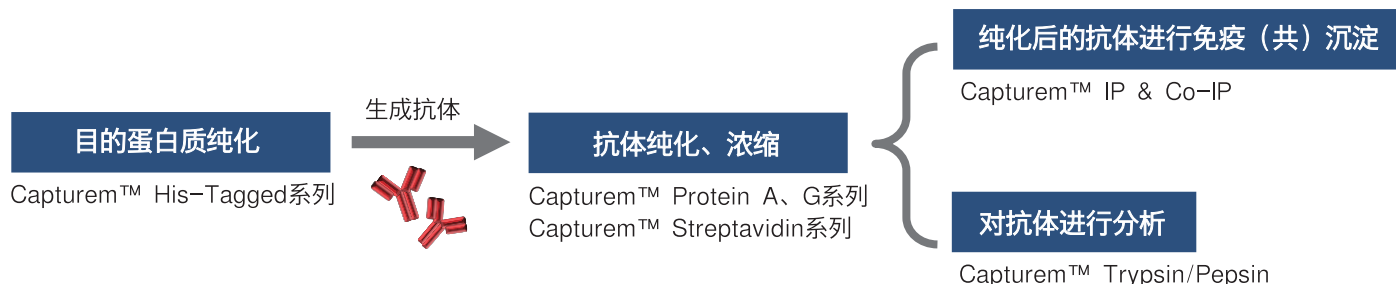 目的蛋白质纯化
Capturem™ His-Tagged系列
生成抗体
抗体纯化、浓缩
Capturem™ Protein A、G系列
Capturem™ Streptavidin系列
纯化后的抗体进行免疫（共）沉淀
Capturem™ IP & Co-IP
对抗体进行分析
Capturem™ Trypsin/Pepsin